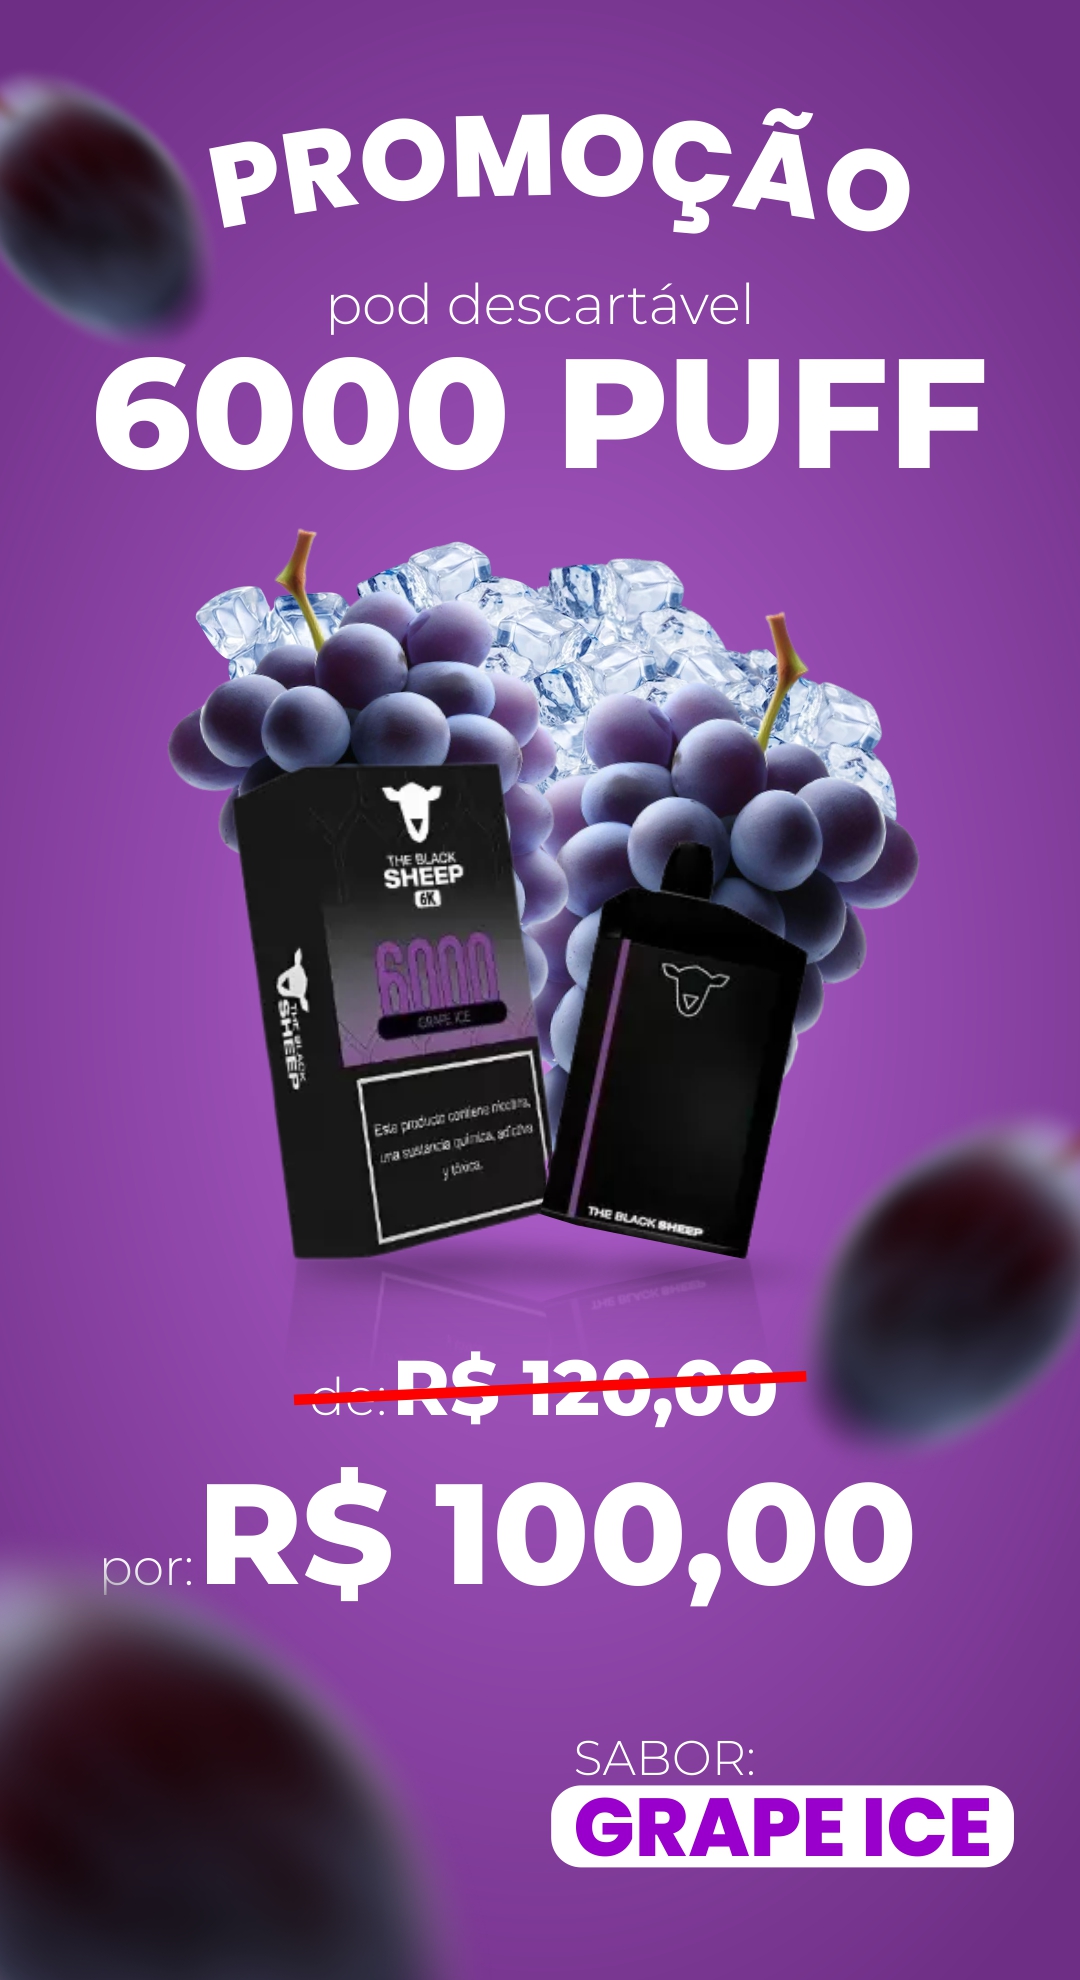 PROMOÇÃO
pod descartável
6000 PUFF
THE BLACK
SHEEP
6K
6000
GRAPE ICE
THE BLACK
SHEEP
Este producto contiene nicotina,
una sustancia química, adictiva
y tóxica.
THE BLACK SHEEP
de: R$ 120,00
por: R$ 100,00
SABOR:
GRAPE ICE